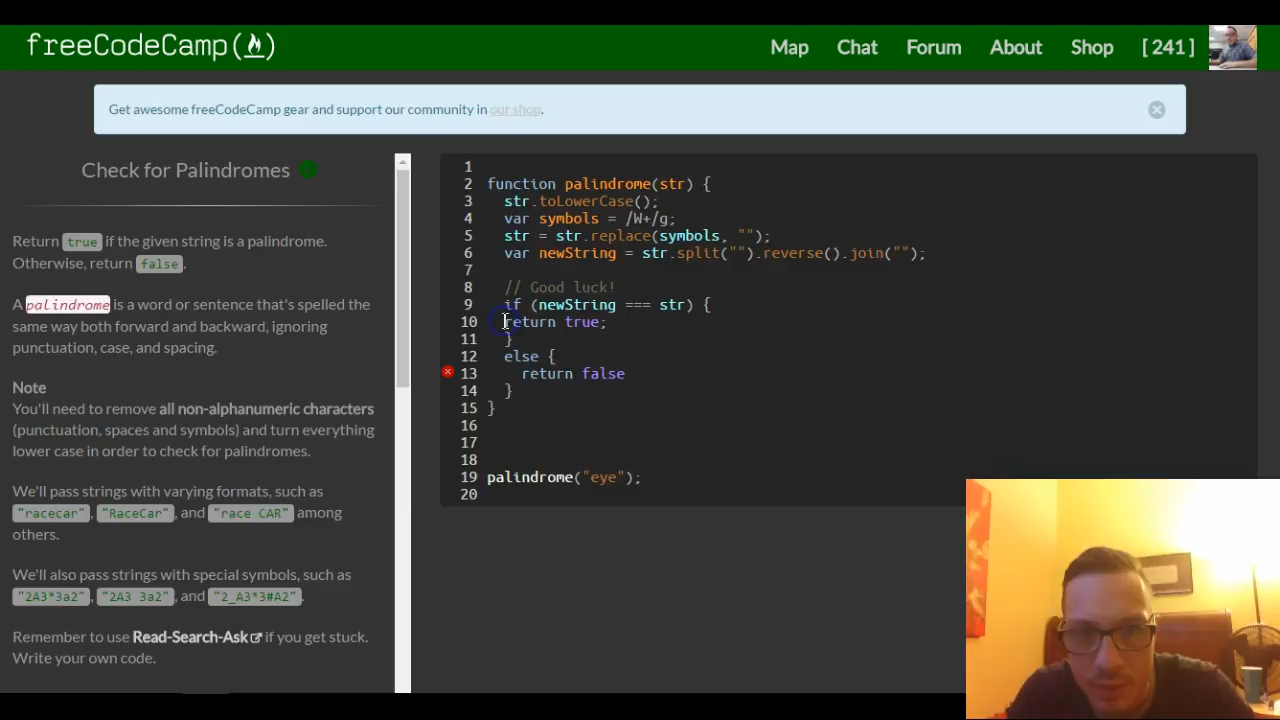 freeCodeCamp(🔥)
Map Chat Forum About Shop [ 241 ]
Get awesome freeCodeCamp gear and support our community in our shop.
Check for Palindromes
Return true if the given string is a palindrome.
Otherwise, return false.
A palindrome is a word or sentence that's spelled the
same way both forward and backward, ignoring
punctuation, case, and spacing.
Note
You'll need to remove all non-alphanumeric characters
(punctuation, spaces and symbols) and turn everything
lower case in order to check for palindromes.
We'll pass strings with varying formats, such as
"racecar", "RaceCar", and "race CAR" among
others.
We'll also pass strings with special symbols, such as
"2A3*3a2", "2A3 3a2", and "2_A3*3#A2".
Remember to use Read-Search-Ask if you get stuck.
Write your own code.
1
2 function palindrome(str) {
3 str.toLowerCase();
4 var symbols = /W+/g;
5 str = str.replace(symbols, "");
6 var newString = str.split("").reverse().join("");
7
8 // Good luck!
9 if (newString === str) {
10 return true;
11 }
12 else {
13 return false
14 }
15 }
16
17
18
19 palindrome("eye");
20